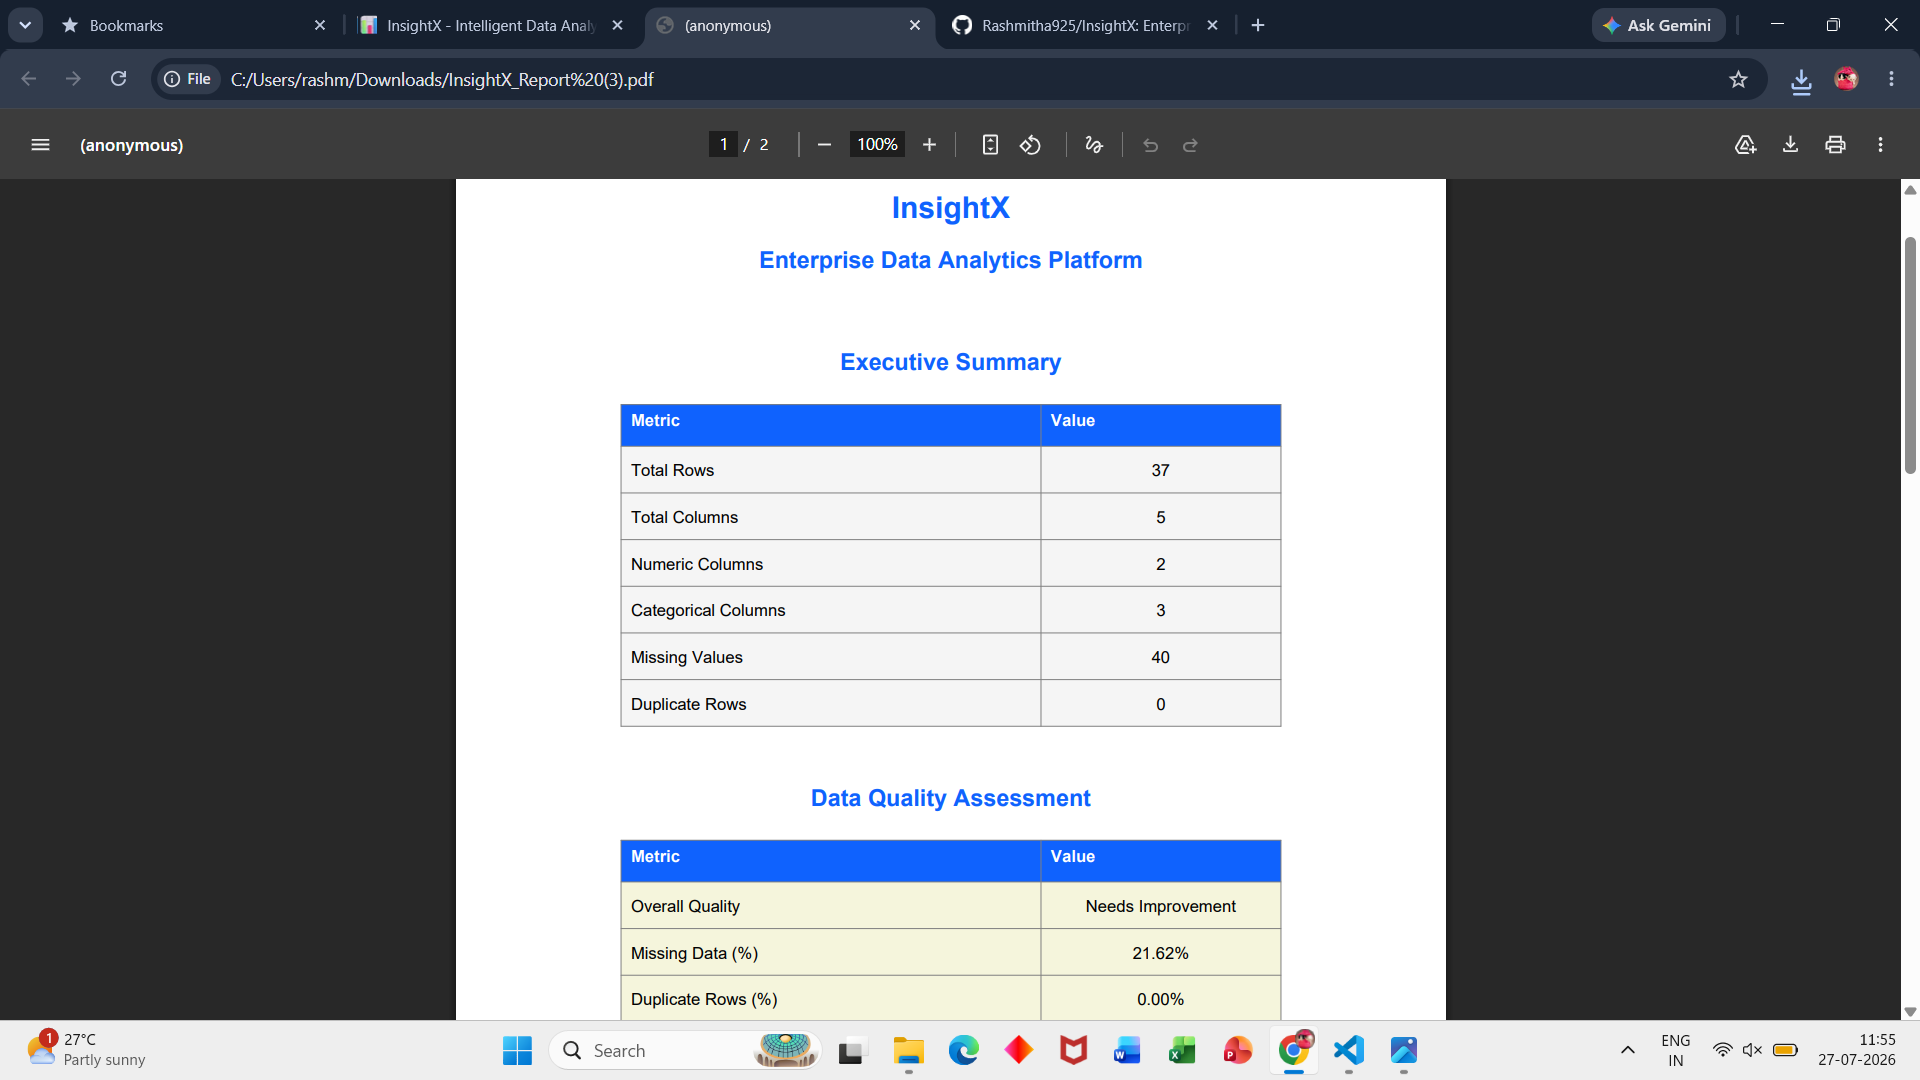 Bookmarks
InsightX - Intelligent Data Analy
(anonymous)
Rashmitha925/InsightX: Enterpr
Ask Gemini
File
C:/Users/rashm/Downloads/InsightX_Report%20(3).pdf
(anonymous)
1 / 2
100%
InsightX
Enterprise Data Analytics Platform
Executive Summary
Metric Value
Total Rows 37
Total Columns 5
Numeric Columns 2
Categorical Columns 3
Missing Values 40
Duplicate Rows 0
Data Quality Assessment
Metric Value
Overall Quality Needs Improvement
Missing Data (%) 21.62%
Duplicate Rows (%) 0.00%
1
27°C
Partly sunny
Search
ENG
IN
11:55
27-07-2026